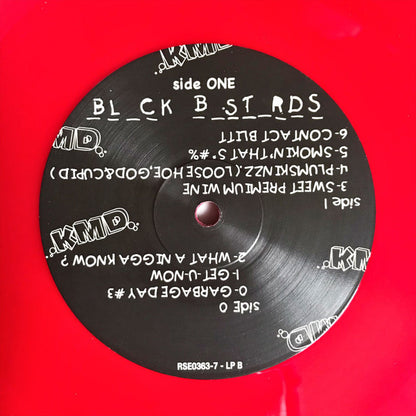 KMD
KMD
side ONE
BL_CK B_ST_RDS
KMD
side 0
0-GARBAGE DAY #3
1-GET-U-NOW
2-WHAT A NIGGA KNOW?
side 1
3-SWEET PREMIUM WINE
4-PLUMSKINZZ.(LOOSE HOE,GOD&CUPID)
5-SMOKIN' THAT S*#%
6-CONTACT BLITT
KMD
KMD
KMD
RSE0363-7 - LP B